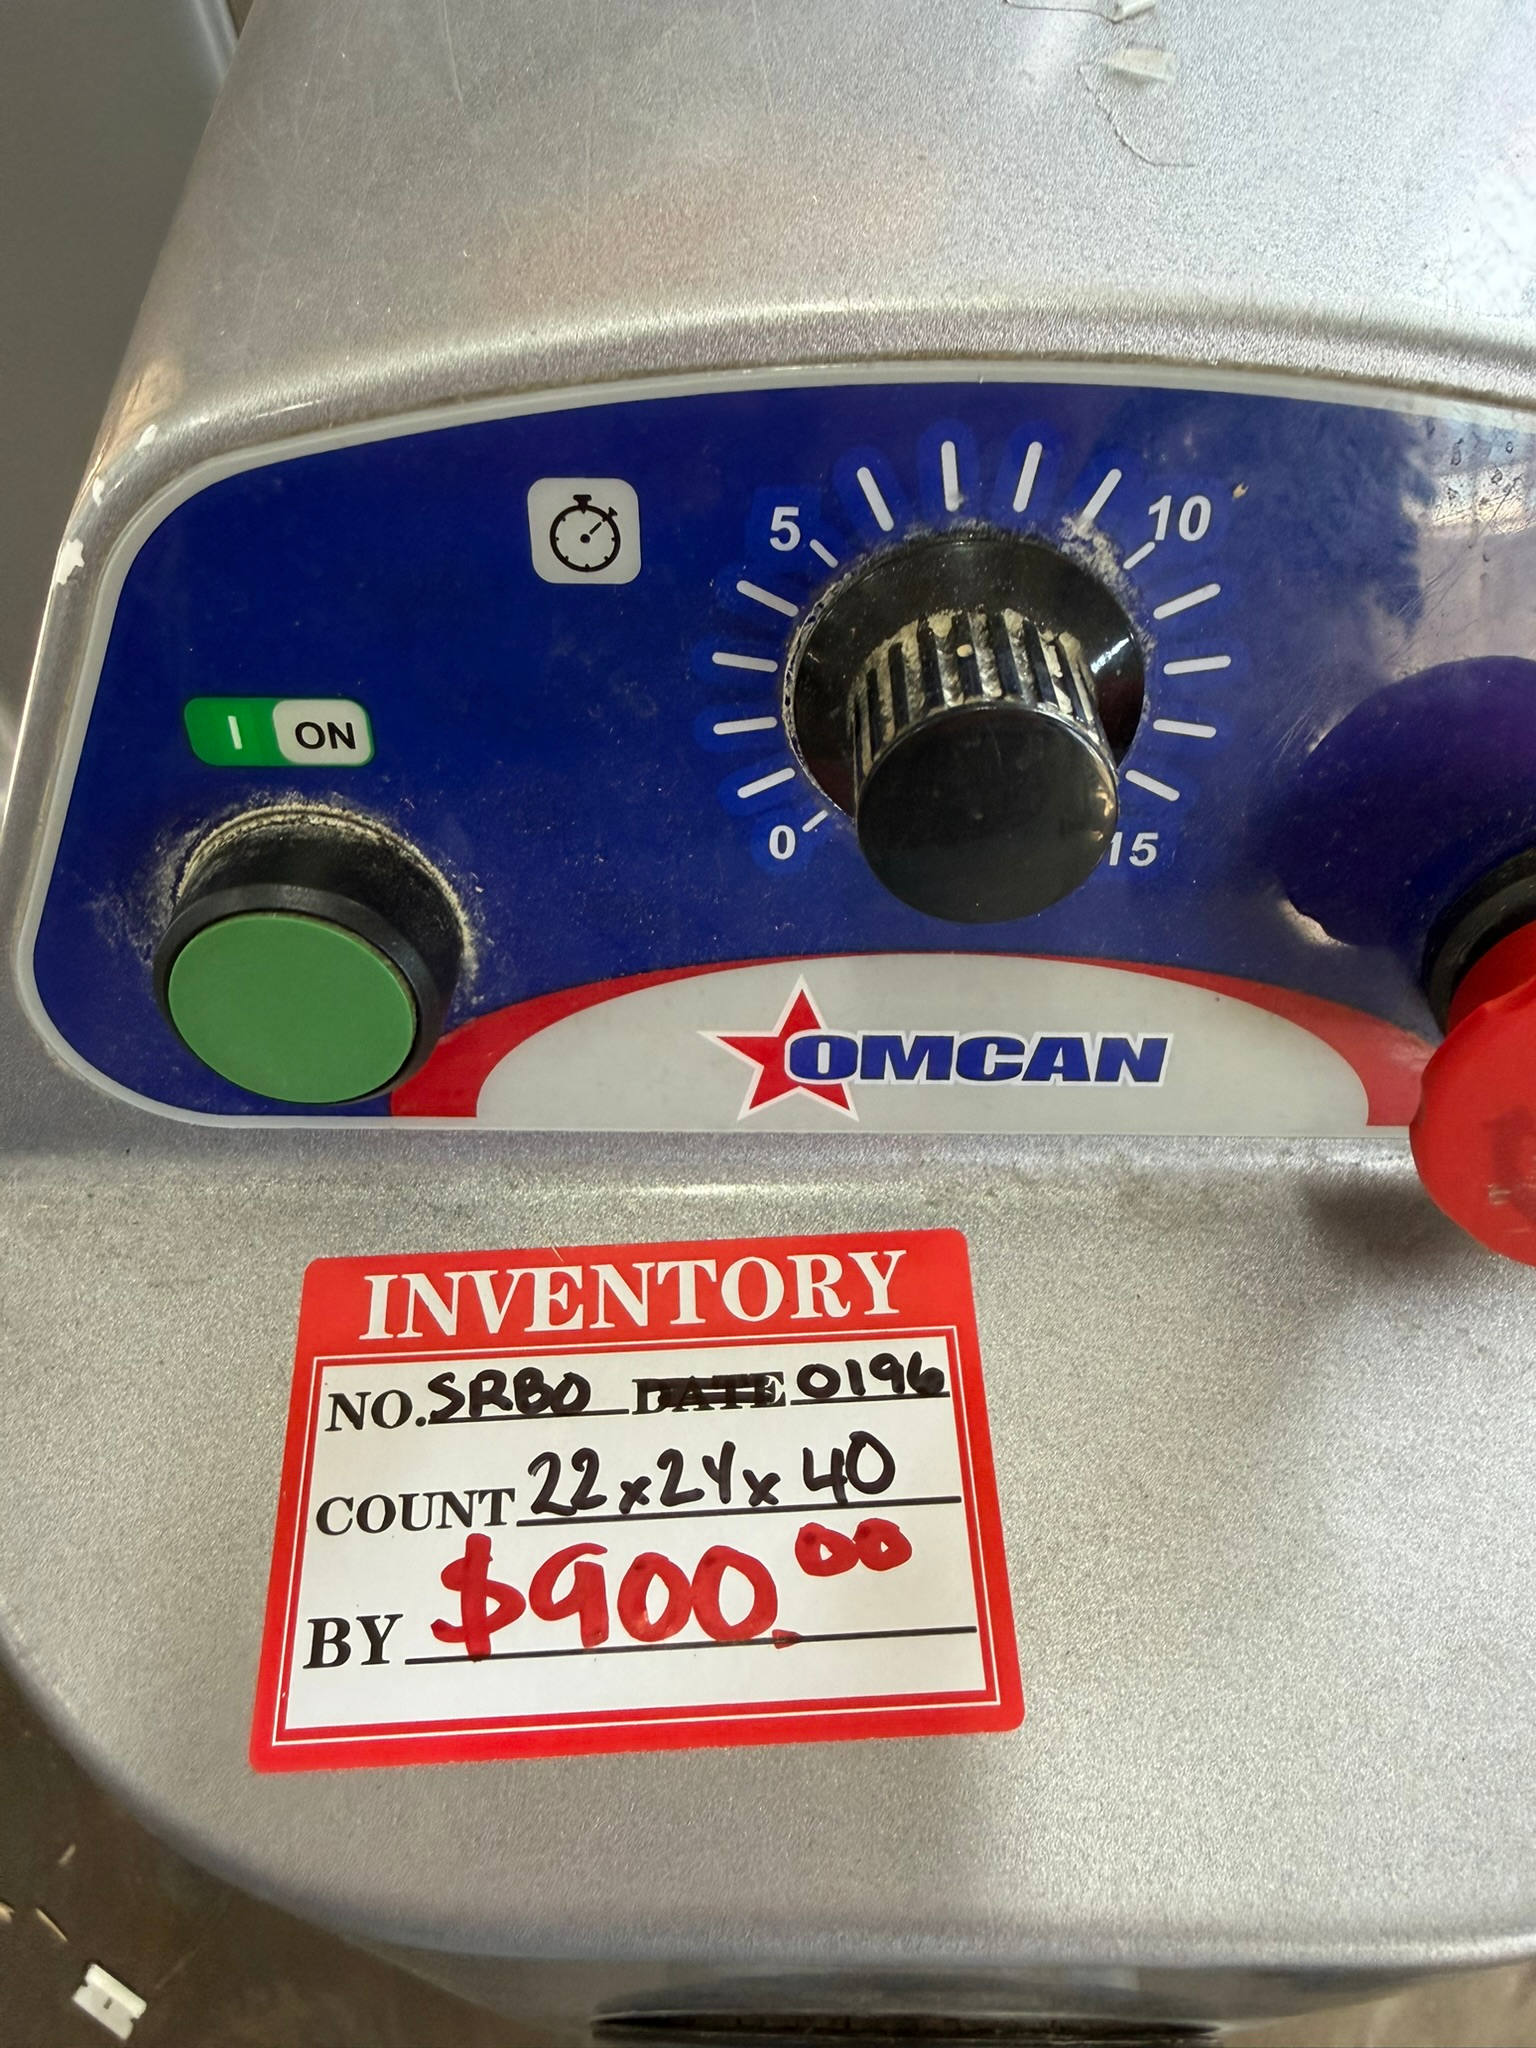 5
10
I ON
0
15
OMCAN
INVENTORY
NO. SRBO DATE 0196
COUNT 22x24x40
BY $900.00